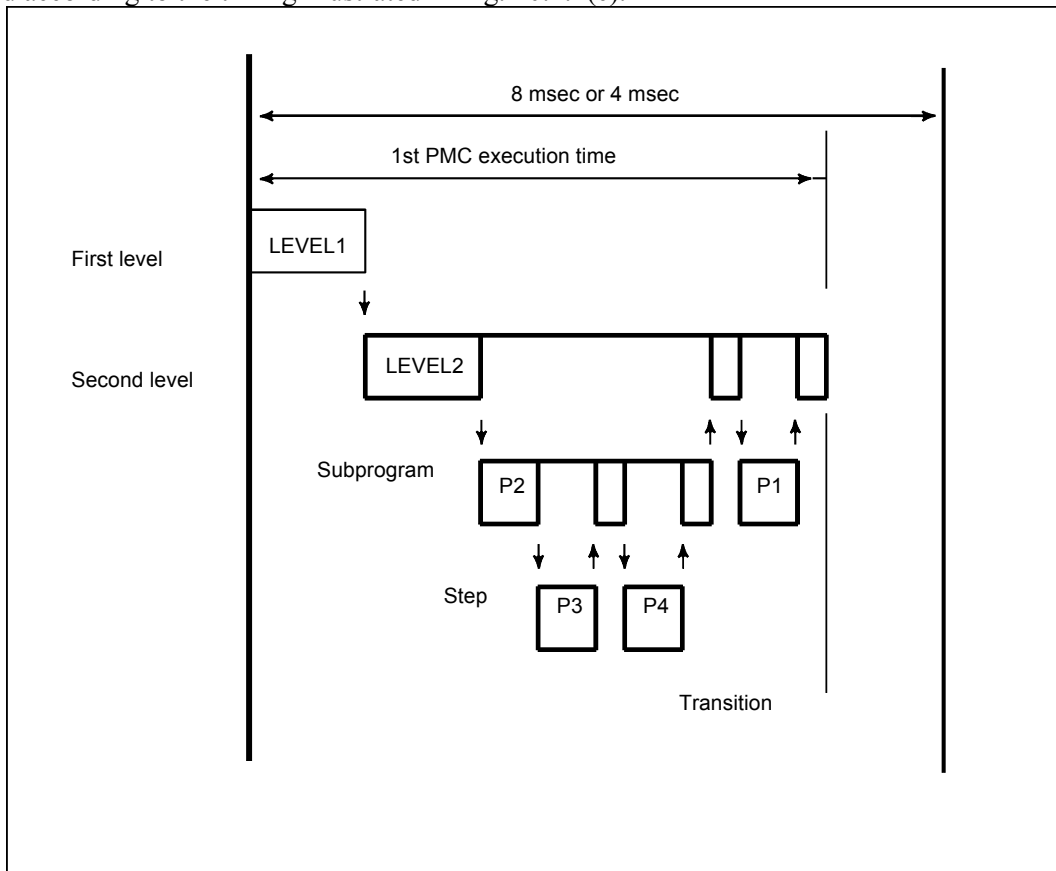 8 msec or 4 msec
1st PMC execution time
First level
LEVEL1
Second level
LEVEL2
Subprogram
P2
P1
Step
P3
P4
Transition